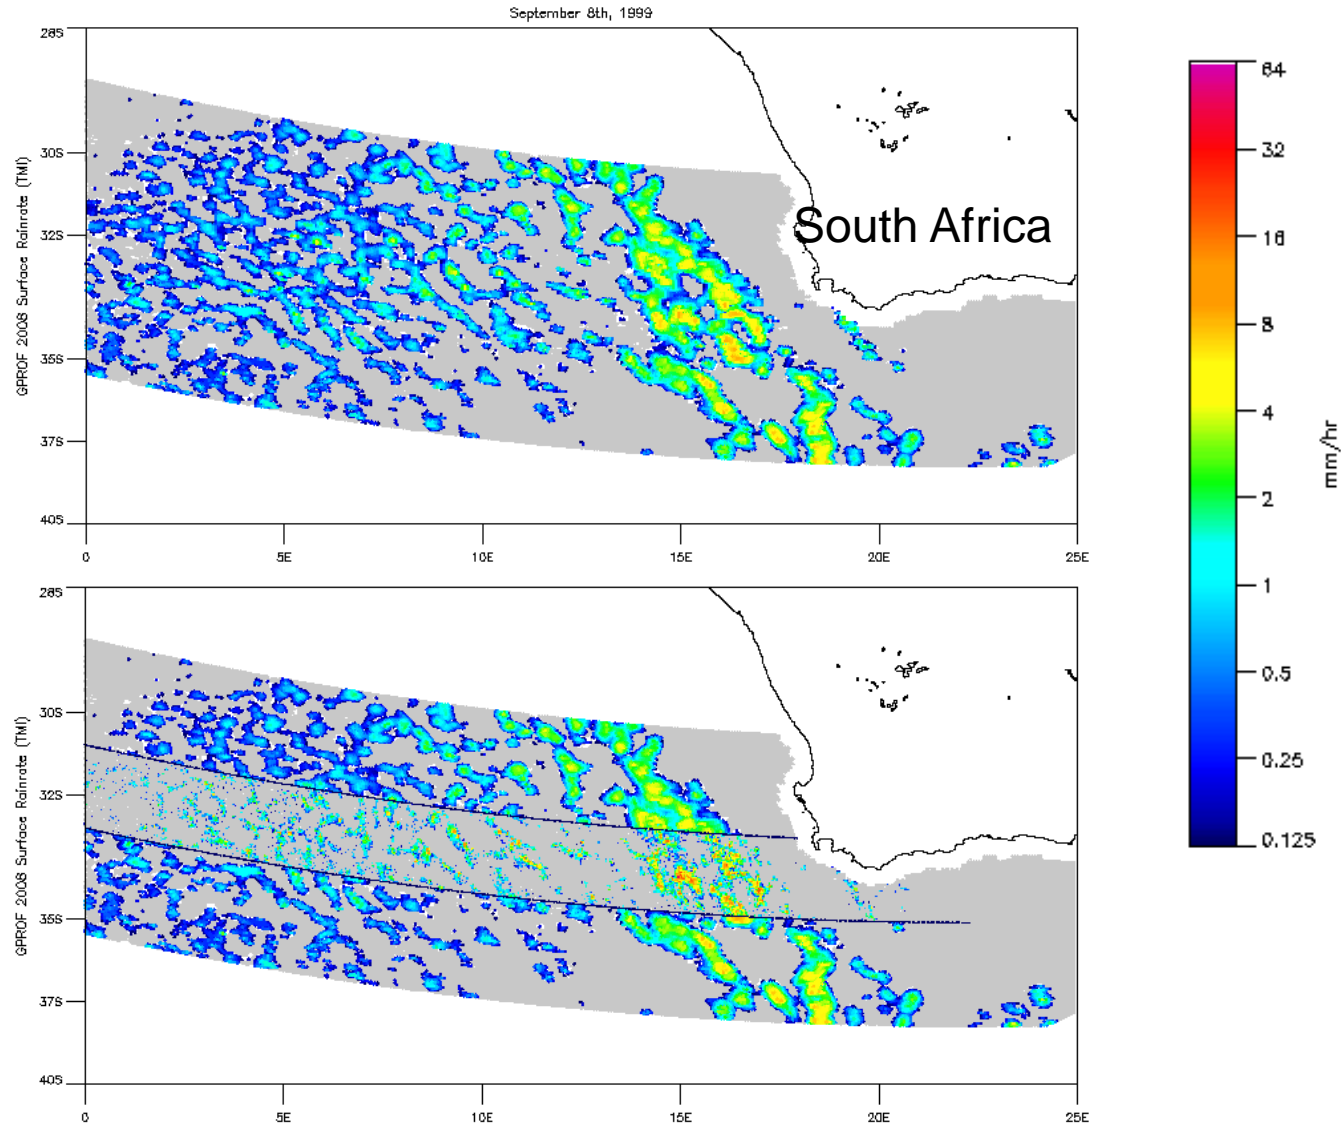 September 8th, 1999
28S
30S
32S
35S
37S
40S
GPROF 2008 Surface Rainrate (TMI)
South Africa
0 5E 10E 15E 20E 25E
28S
30S
32S
35S
37S
40S
GPROF 2008 Surface Rainrate (TMI)
0 5E 10E 15E 20E 25E
64
32
16
8
4
2
1
0.5
0.25
0.125
mm/hr